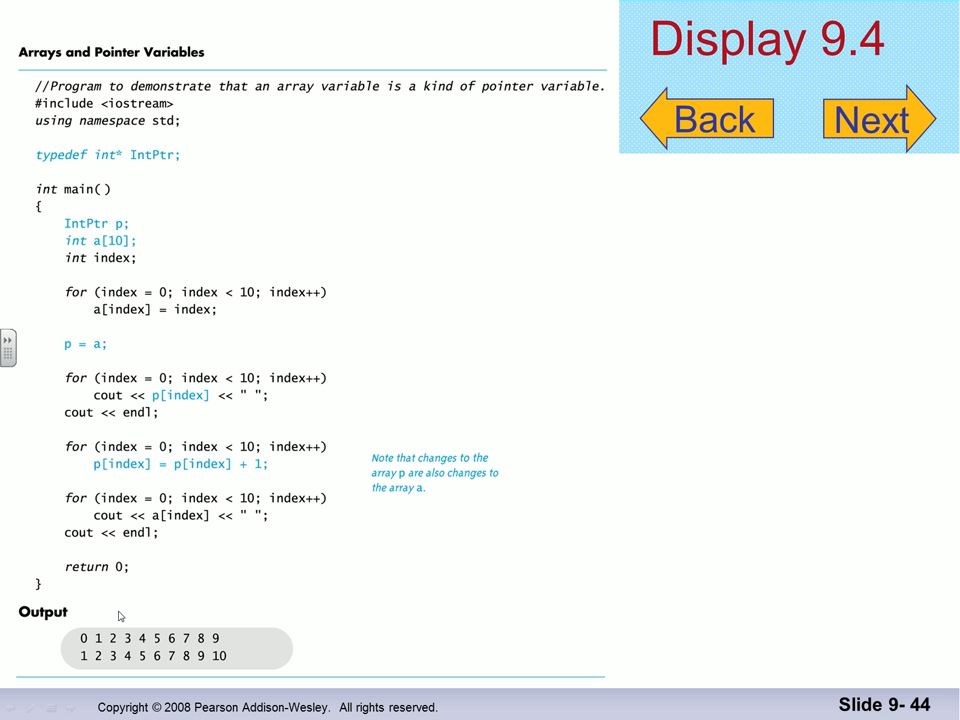 Display 9.4
Back
Next
Arrays and Pointer Variables
//Program to demonstrate that an array variable is a kind of pointer variable.
#include <iostream>
using namespace std;
typedef int* IntPtr;
int main( )
{
IntPtr p;
int a[10];
int index;
for (index = 0; index < 10; index++)
a[index] = index;
p = a;
for (index = 0; index < 10; index++)
cout << p[index] << " ";
cout << endl;
for (index = 0; index < 10; index++)
p[index] = p[index] + 1;
for (index = 0; index < 10; index++)
cout << a[index] << " ";
cout << endl;
return 0;
}
Note that changes to the
array p are also changes to
the array a.
Output
0 1 2 3 4 5 6 7 8 9
1 2 3 4 5 6 7 8 9 10
Copyright © 2008 Pearson Addison-Wesley. All rights reserved.
Slide 9- 44